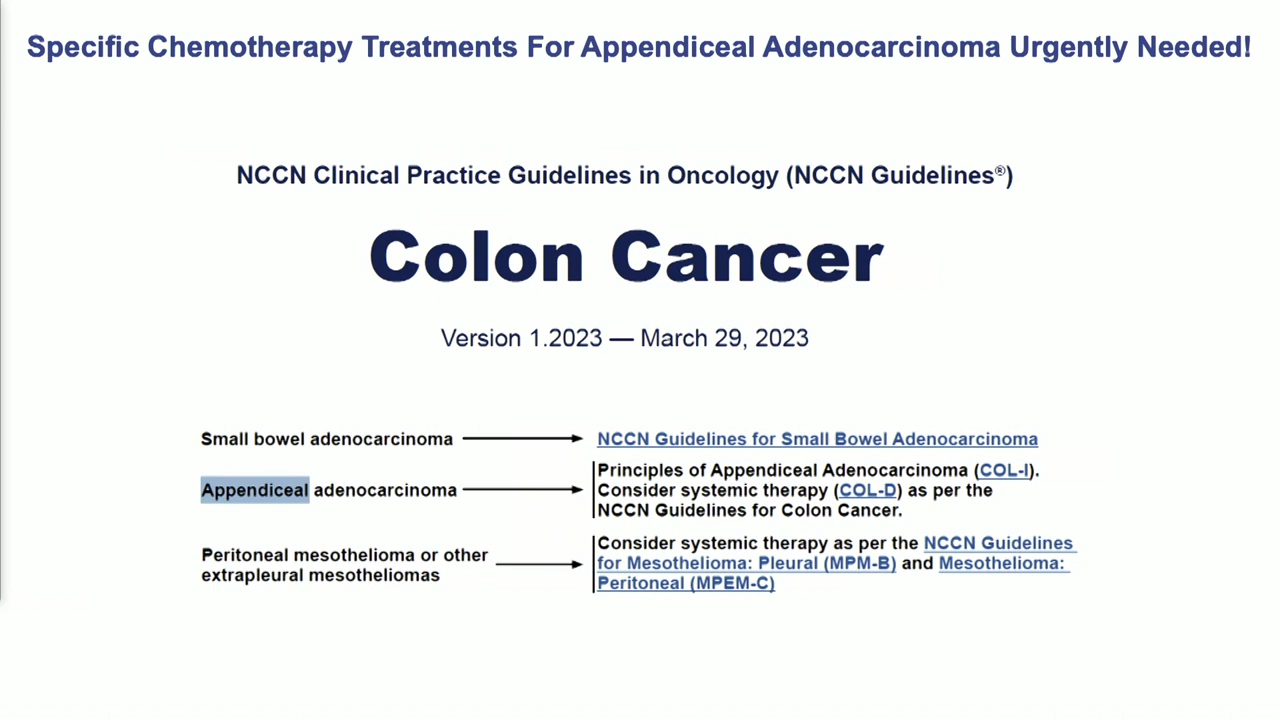 Specific Chemotherapy Treatments For Appendiceal Adenocarcinoma Urgently Needed!
NCCN Clinical Practice Guidelines in Oncology (NCCN Guidelines®)
Colon Cancer
Version 1.2023 — March 29, 2023
Small bowel adenocarcinoma
NCCN Guidelines for Small Bowel Adenocarcinoma
Appendiceal adenocarcinoma
Principles of Appendiceal Adenocarcinoma (COL-I).
Consider systemic therapy (COL-D) as per the
NCCN Guidelines for Colon Cancer.
Peritoneal mesothelioma or other
extrapleural mesotheliomas
Consider systemic therapy as per the NCCN Guidelines
for Mesothelioma: Pleural (MPM-B) and Mesothelioma:
Peritoneal (MPEM-C)